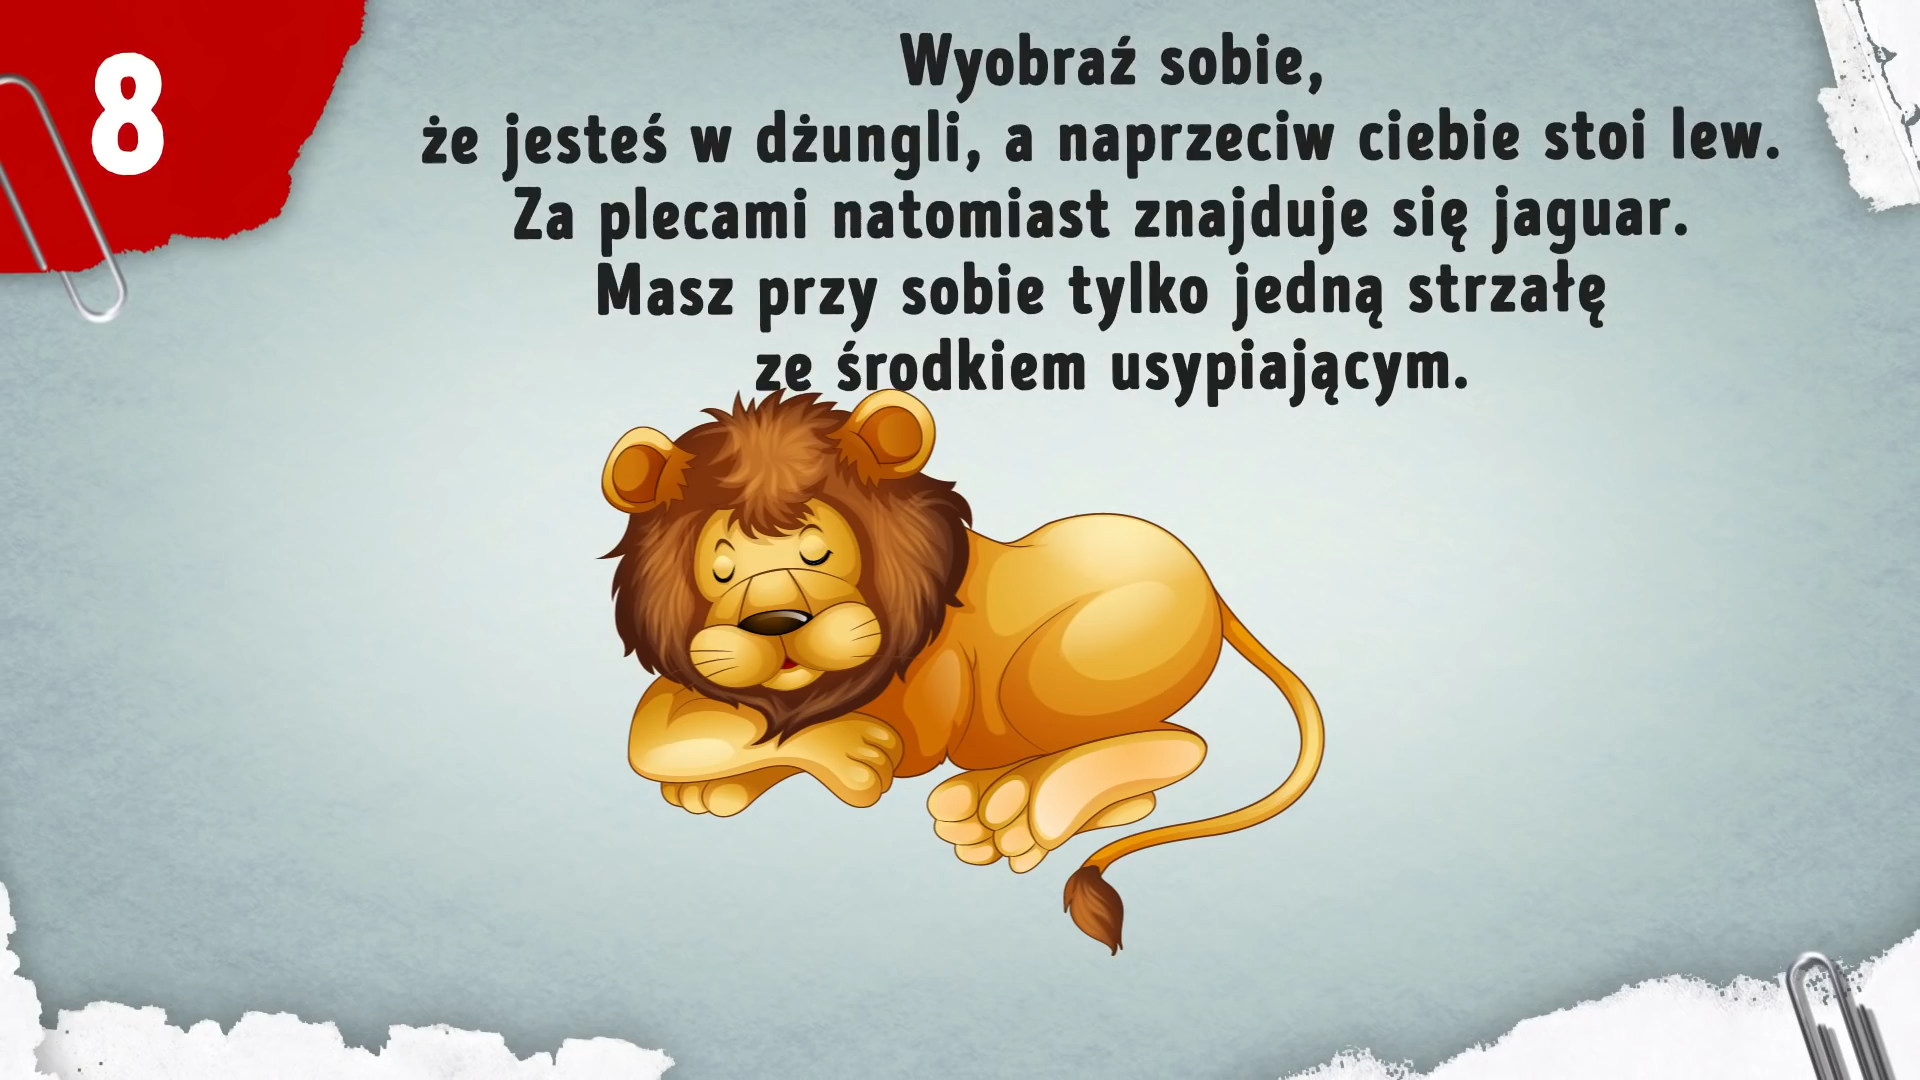 8
Wyobraź sobie,
że jesteś w dżungli, a naprzeciw ciebie stoi lew.
Za plecami natomiast znajduje się jaguar.
Masz przy sobie tylko jedną strzałę
ze środkiem usypiającym.